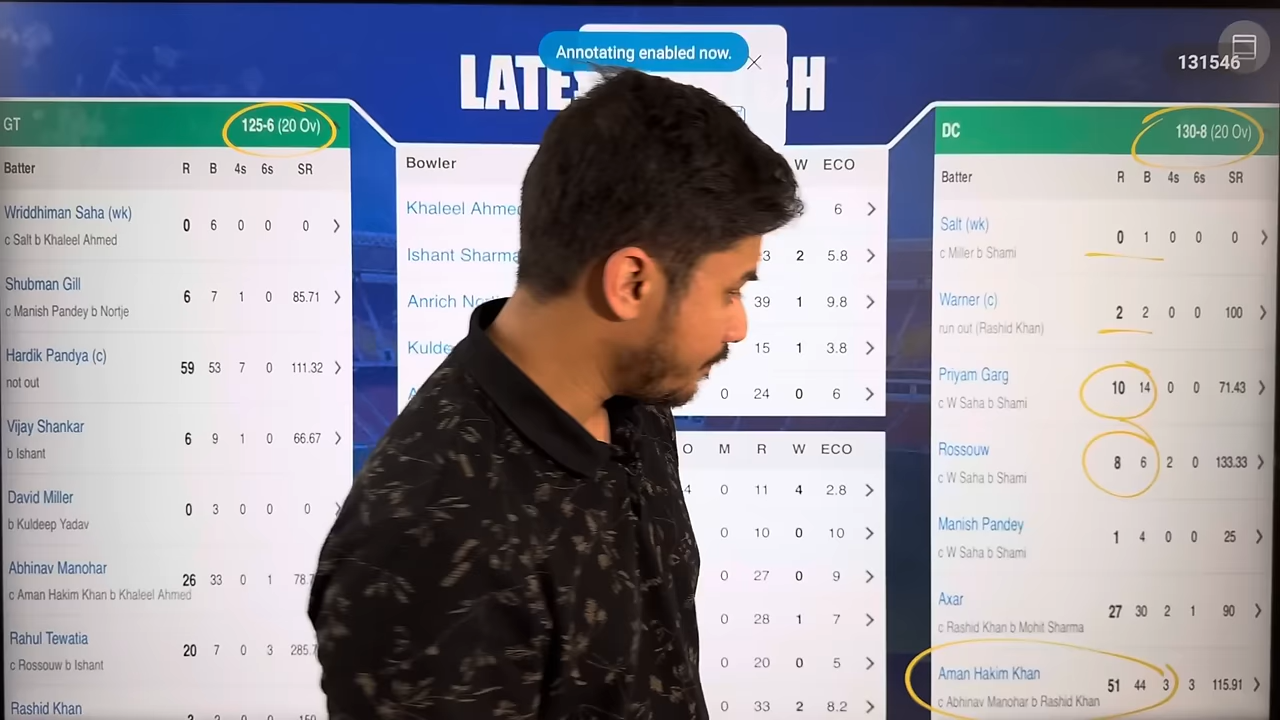 Annotating enabled now.
131546
LATE
H
GT 125-6 (20 Ov)
Batter R B 4s 6s SR
Wriddhiman Saha (wk) 0 6 0 0 0
c Salt b Khaleel Ahmed
Shubman Gill 6 7 1 0 85.71
c Manish Pandey b Nortje
Hardik Pandya (c) 59 53 7 0 111.32
not out
Vijay Shankar 6 9 1 0 66.67
b Ishant
David Miller 0 3 0 0 0
b Kuldeep Yadav
Abhinav Manohar 26 33 0 1 78.7
c Aman Hakim Khan b Khaleel Ahmed
Rahul Tewatia 20 7 0 3 285.7
c Rossouw b Ishant
Rashid Khan
Bowler W ECO
Khaleel Ahmed 6
Ishant Sharma 3 2 5.8
Anrich 39 1 9.8
Kulde 15 1 3.8
A 0 24 0 6
O M R W ECO
4 0 11 4 2.8
0 10 0 10
0 27 0 9
0 28 1 7
0 20 0 5
0 33 2 8.2
DC 130-8 (20 Ov)
Batter R B 4s 6s SR
Salt (wk) 0 1 0 0 0
c Miller b Shami
Warner (c) 2 2 0 0 100
run out (Rashid Khan)
Priyam Garg 10 14 0 0 71.43
c W Saha b Shami
Rossouw 8 6 2 0 133.33
c W Saha b Shami
Manish Pandey 1 4 0 0 25
c W Saha b Shami
Axar 27 30 2 1 90
c Rashid Khan b Mohit Sharma
Aman Hakim Khan 51 44 3 3 115.91
c Abhinav Manohar b Rashid Khan